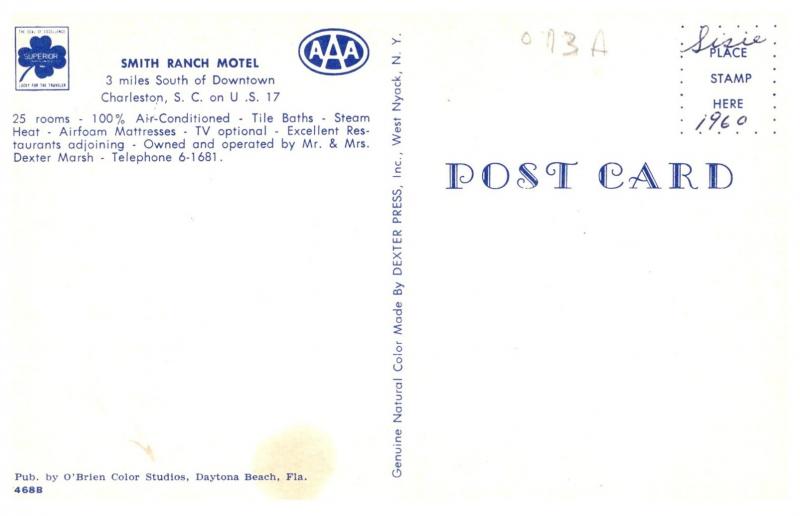 THE SEAL OF EXCELLENCE
SUPERIOR
LUCKY FOR THE TRAVELER
AAA
SMITH RANCH MOTEL
3 miles South of Downtown
Charleston, S. C. on U .S. 17
25 rooms - 100% Air-Conditioned - Tile Baths - Steam
Heat - Airfoam Mattresses - TV optional - Excellent Res-
taurants adjoining - Owned and operated by Mr. & Mrs.
Dexter Marsh - Telephone 6-1681.
Pub. by O'Brien Color Studios, Daytona Beach, Fla.
468B
Genuine Natural Color Made By DEXTER PRESS, Inc., West Nyack, N. Y.
073A
PLACE
STAMP
HERE
1960
POST CARD